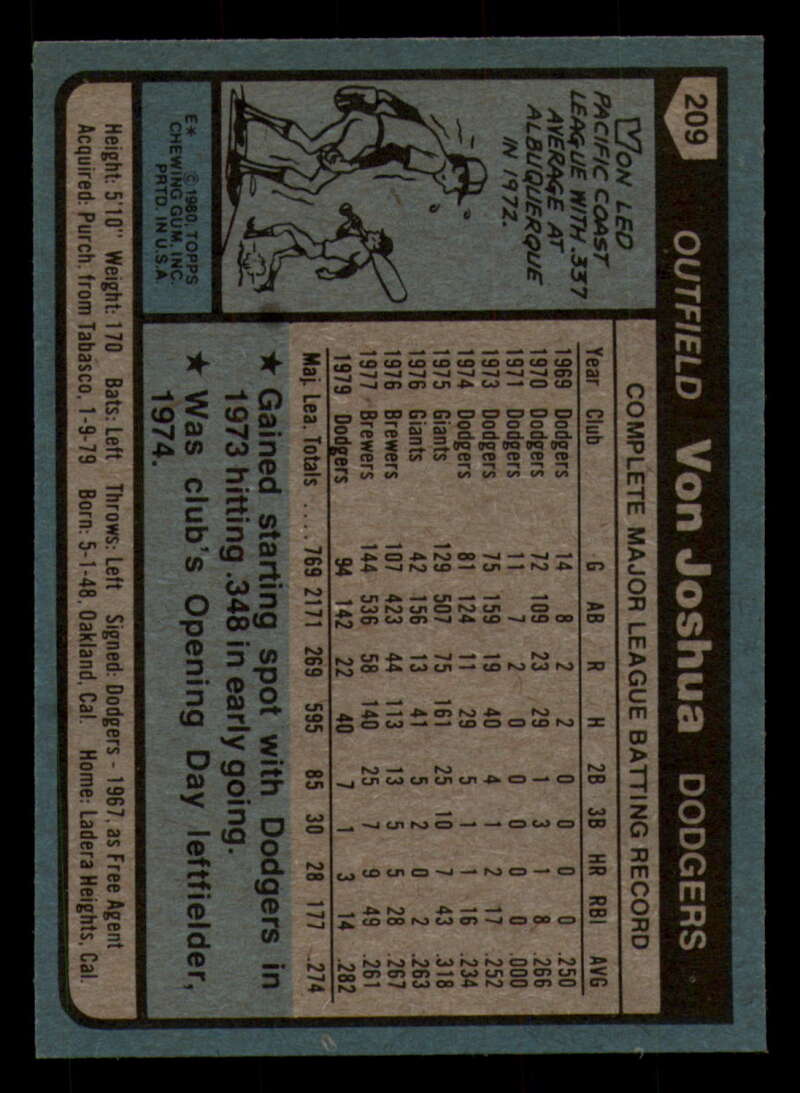 209
OUTFIELD Von Joshua DODGERS
VON LED
PACIFIC COAST
LEAGUE WITH .337
AVERAGE AT
ALBUQUERQUE
IN 1972.
E* © 1980, TOPPS
CHEWING GUM, INC.
PRTD. IN U.S.A.
COMPLETE MAJOR LEAGUE BATTING RECORD
Year Club G AB R H 2B 3B HR RBI AVG
1969 Dodgers 14 8 2 2 0 0 0 0 .250
1970 Dodgers 72 109 23 29 1 3 1 8 .266
1971 Dodgers 11 7 2 0 0 0 0 0 .000
1973 Dodgers 75 159 19 40 4 1 2 17 .252
1974 Dodgers 81 124 11 29 5 1 1 16 .234
1975 Giants 129 507 75 161 25 10 7 43 .318
1976 Giants 42 156 13 41 5 2 0 2 .263
1976 Brewers 107 423 44 113 13 5 5 28 .267
1977 Brewers 144 536 58 140 25 7 9 49 .261
1979 Dodgers 94 142 22 40 7 1 3 14 .282
Maj. Lea. Totals .... 769 2171 269 595 85 30 28 177 .274
★ Gained starting spot with Dodgers in
1973 hitting .348 in early going.
★ Was club's Opening Day leftfielder,
1974.
Height: 5'10" Weight: 170 Bats: Left Throws: Left Signed: Dodgers - 1967, as Free Agent
Acquired: Purch. from Tabasco, 1-9-79 Born: 5-1-48, Oakland, Cal. Home: Ladera Heights, Cal.